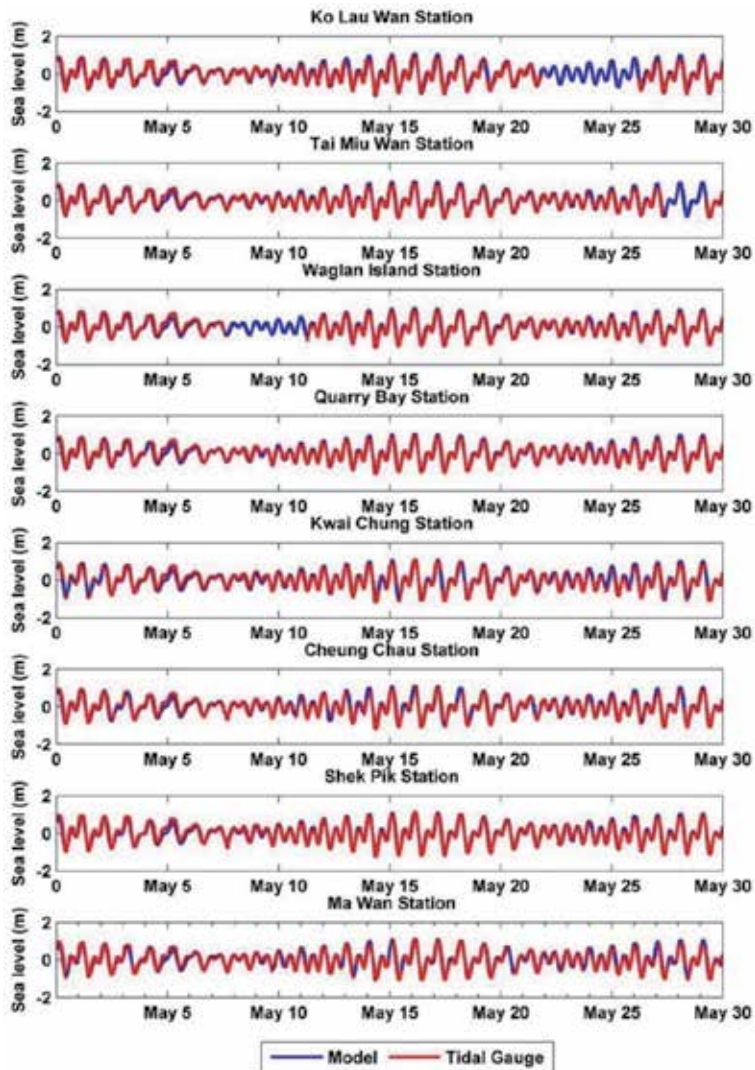 Ko Lau Wan Station
Sea level (m)
2
0
-2
0 May 5 May 10 May 15 May 20 May 25 May 30
Tai Miu Wan Station
Sea level (m)
2
0
-2
0 May 5 May 10 May 15 May 20 May 25 May 30
Waglan Island Station
Sea level (m)
2
0
-2
0 May 5 May 10 May 15 May 20 May 25 May 30
Quarry Bay Station
Sea level (m)
2
0
-2
0 May 5 May 10 May 15 May 20 May 25 May 30
Kwai Chung Station
Sea level (m)
2
0
-2
0 May 5 May 10 May 15 May 20 May 25 May 30
Cheung Chau Station
Sea level (m)
2
0
-2
0 May 5 May 10 May 15 May 20 May 25 May 30
Shek Pik Station
Sea level (m)
2
0
-2
0 May 5 May 10 May 15 May 20 May 25 May 30
Ma Wan Station
Sea level (m)
2
0
-2
May 5 May 10 May 15 May 20 May 25 May 30
Model Tidal Gauge